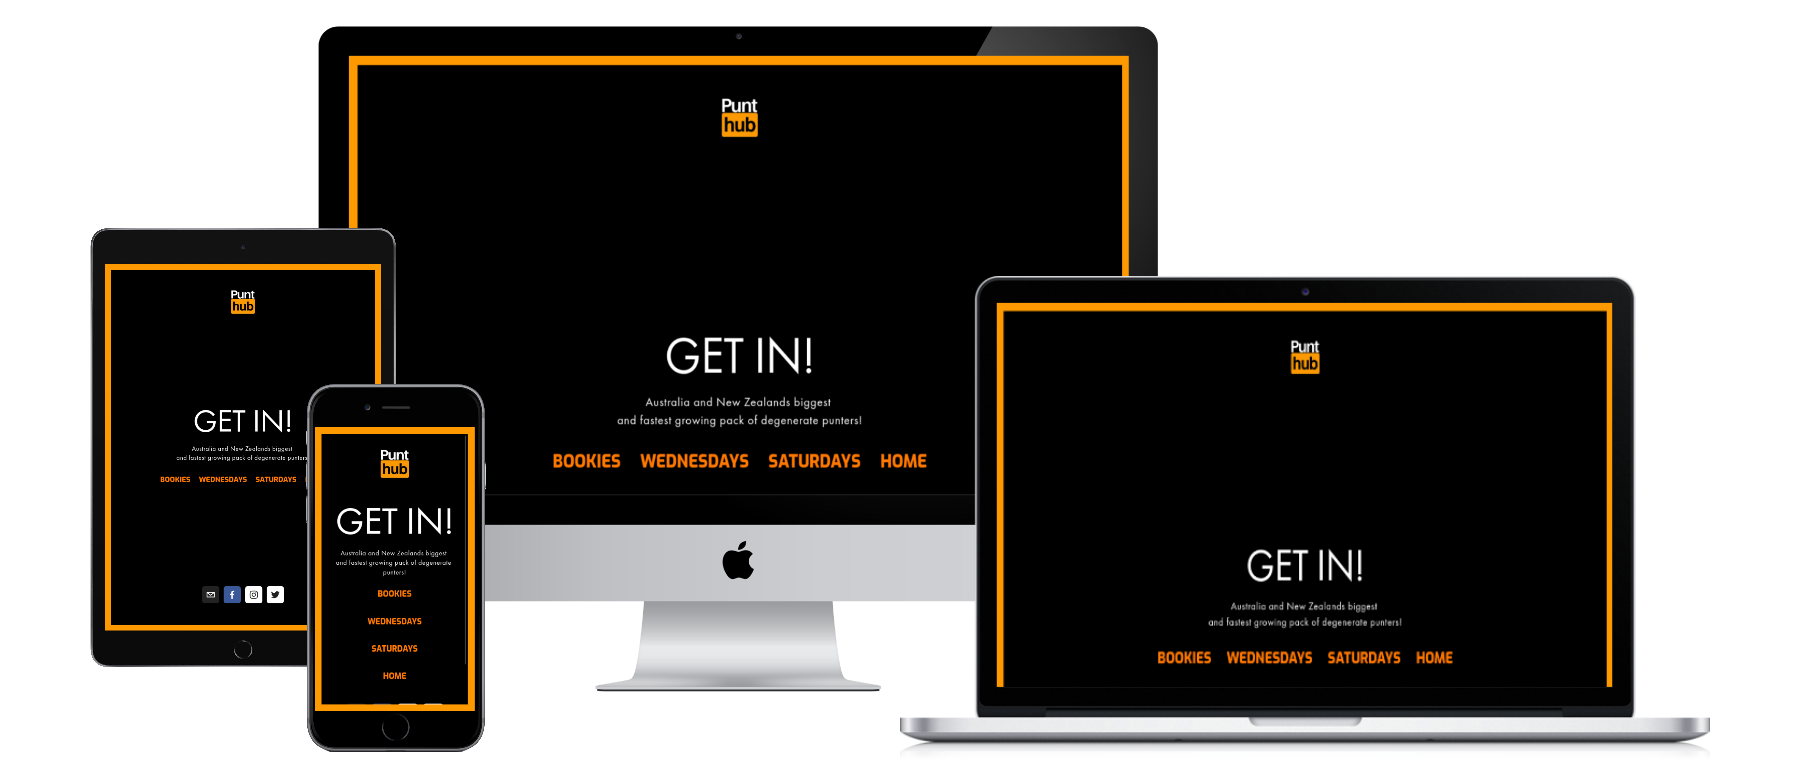 Punt
hub
GET IN!
Australia and New Zealands biggest
and fastest growing pack of degenerate punters!
BOOKIES WEDNESDAYS SATURDAYS HOME
Punt
hub
GET IN!
Australia and New Zealands biggest
and fastest growing pack of degenerate punters
BOOKIES WEDNESDAYS SATURDAYS
f
Punt
hub
GET IN!
Australia and New Zealands biggest
and fastest growing pack of degenerate
punters!
BOOKIES
WEDNESDAYS
SATURDAYS
HOME
Punt
hub
GET IN!
Australia and New Zealands biggest
and fastest growing pack of degenerate punters!
BOOKIES WEDNESDAYS SATURDAYS HOME